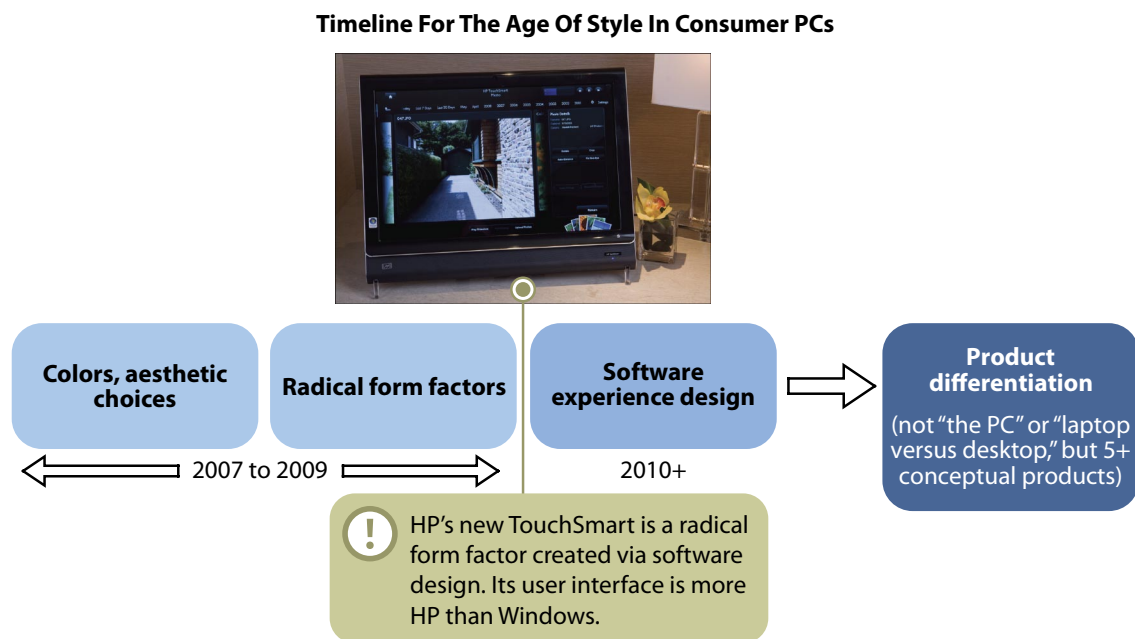 Timeline For The Age Of Style In Consumer PCs
Colors, aesthetic
choices
Radical form factors
Software
experience design
Product
differentiation
(not “the PC” or “laptop
versus desktop,” but 5+
conceptual products)
2007 to 2009
2010+
!
HP’s new TouchSmart is a radical
form factor created via software
design. Its user interface is more
HP than Windows.